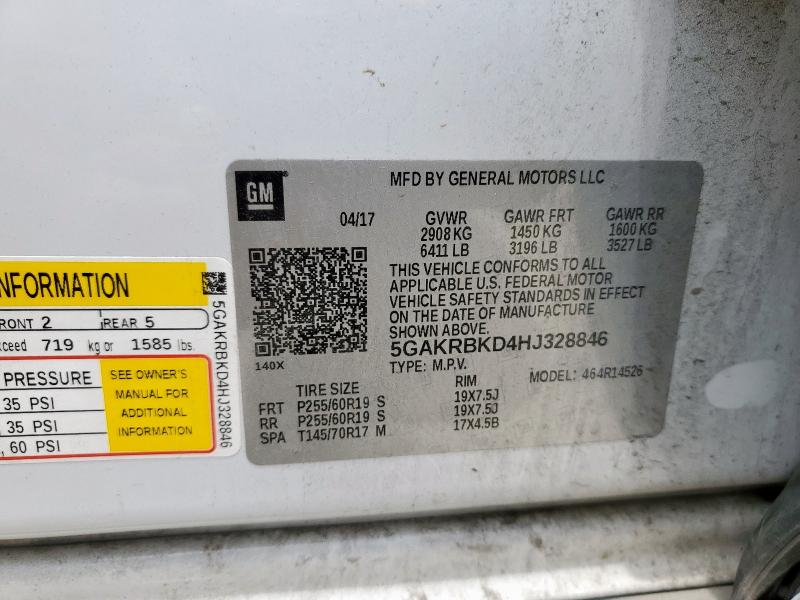 NFORMATION
RONT 2 REAR 5
xceed 719 kg or 1585 lbs.
PRESSURE
35 PSI
, 35 PSI
, 60 PSI
SEE OWNER'S
MANUAL FOR
ADDITIONAL
INFORMATION
5GAKRBKD4HJ328846
GM
MFD BY GENERAL MOTORS LLC
04/17 GVWR GAWR FRT GAWR RR
2908 KG 1450 KG 1600 KG
6411 LB 3196 LB 3527 LB
THIS VEHICLE CONFORMS TO ALL
APPLICABLE U.S. FEDERAL MOTOR
VEHICLE SAFETY STANDARDS IN EFFECT
ON THE DATE OF MANUFACTURE
SHOWN ABOVE.
5GAKRBKD4HJ328846
TYPE: M.P.V. MODEL: 464R14526
140X
TIRE SIZE RIM
FRT P255/60R19 S 19X7.5J
RR P255/60R19 S 19X7.5J
SPA T145/70R17 M 17X4.5B